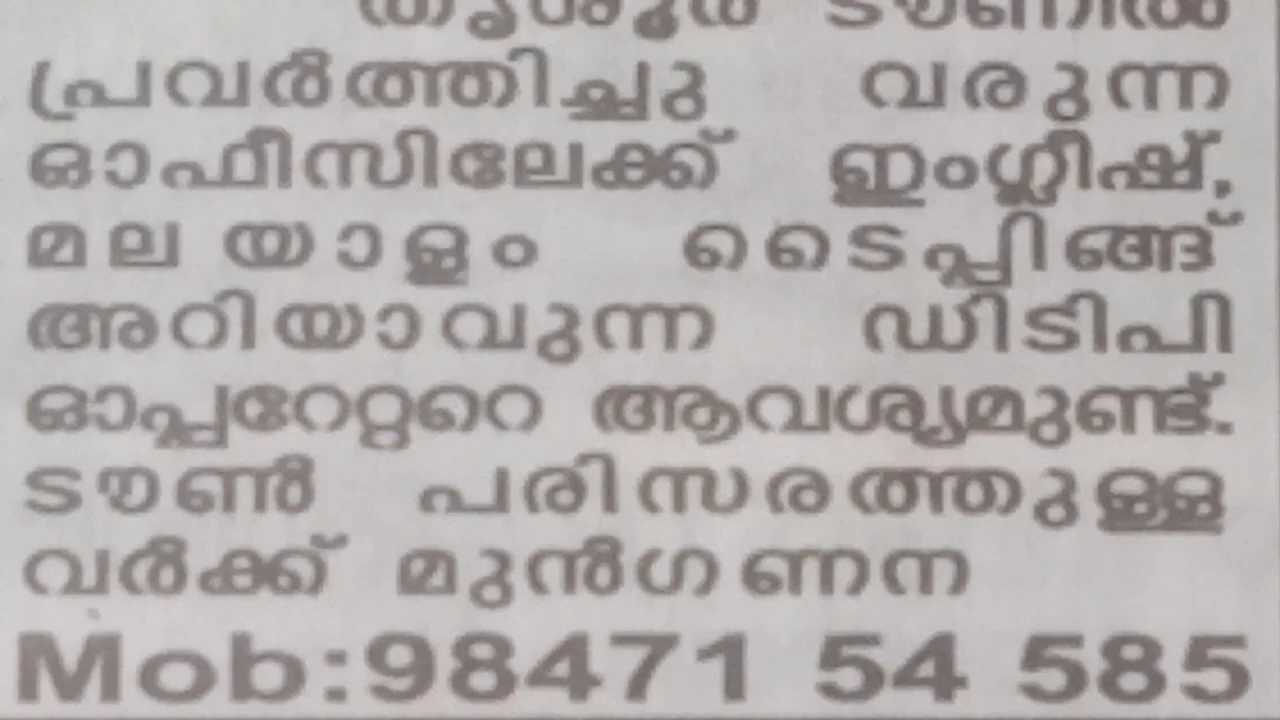 തൃശൂർ ടൗണിൽ
പ്രവർത്തിച്ചു വരുന്ന
ഓഫീസിലേക്ക് ഇംഗ്ലീഷ്,
മലയാളം ടൈപ്പിങ്ങ്
അറിയാവുന്ന ഡിടിപി
ഓപ്പറേറ്ററെ ആവശ്യമുണ്ട്.
ടൗൺ പരിസരത്തുള്ള
വർക്ക് മുൻഗണന
Mob:98471 54 585